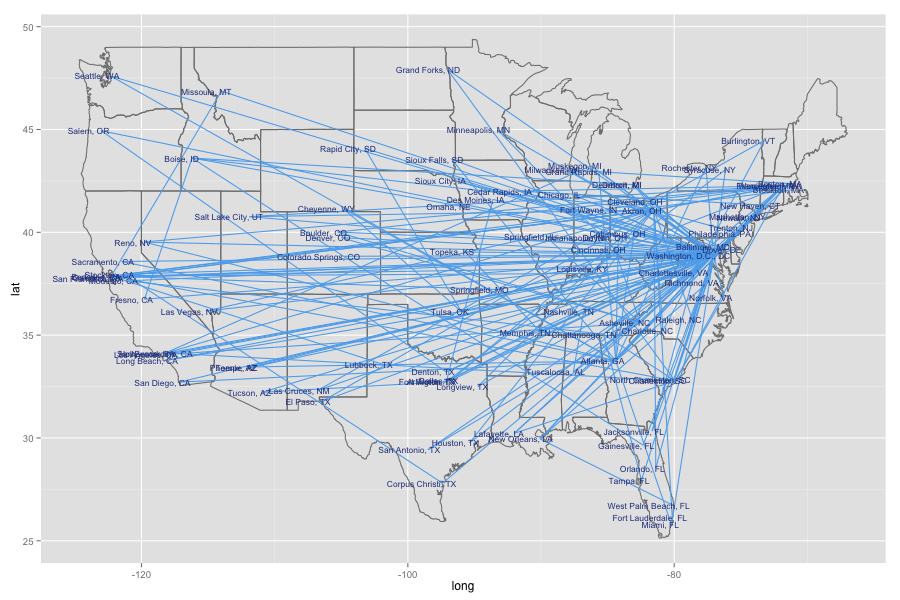 50
45
40
35
30
25
lat
-120
-100
-80
long
Seattle, WA
Missoula, MT
Grand Forks, ND
Salem, OR
Boise, ID
Rapid City, SD
Minneapolis, MN
Sioux Falls, SD
Sioux City, IA
Cedar Rapids, IA
Des Moines, IA
Omaha, NE
Muskegon, MI
Grand Rapids, MI
Chicago, IL
Detroit, MI
Cleveland, OH
Akron, OH
Fort Wayne, IN
Burlington, VT
Rochester, NY
Syracuse, NY
New Haven, CT
Trenton, NJ
Philadelphia, PA
Baltimore, MD
Washington, D.C., DC
Salt Lake City, UT
Cheyenne, WY
Boulder, CO
Denver, CO
Colorado Springs, CO
Reno, NV
Sacramento, CA
Stockton, CA
Modesto, CA
Fresno, CA
Las Vegas, NV
Long Beach, CA
San Diego, CA
Phoenix, AZ
Tucson, AZ
Las Cruces, NM
El Paso, TX
Lubbock, TX
Topeka, KS
Springfield, MO
Tulsa, OK
Columbus, OH
Cincinnati, OH
Louisville, KY
Nashville, TN
Memphis, TN
Chattanooga, TN
Asheville, NC
Charlotte, NC
Raleigh, NC
Charlottesville, VA
Richmond, VA
Norfolk, VA
Atlanta, GA
Tuscaloosa, AL
Denton, TX
Longview, TX
Houston, TX
San Antonio, TX
Corpus Christi, TX
Lafayette, LA
New Orleans, LA
Jacksonville, FL
Gainesville, FL
Orlando, FL
Tampa, FL
West Palm Beach, FL
Fort Lauderdale, FL
Miami, FL